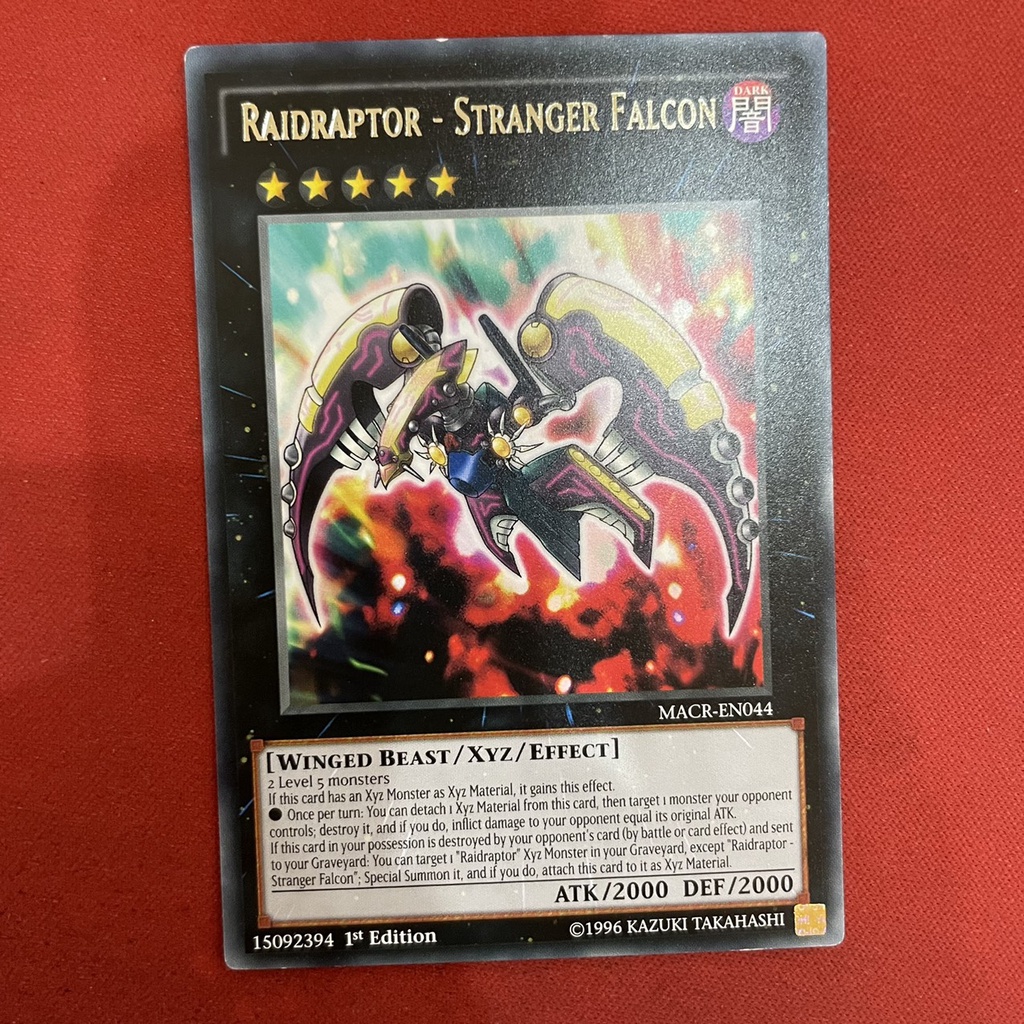 RAIDRAPTOR - STRANGER FALCON
DARK
闇
MACR-EN044
[WINGED BEAST/XYZ/EFFECT]
2 Level 5 monsters
If this card has an Xyz Monster as Xyz Material, it gains this effect.
● Once per turn: You can detach 1 Xyz Material from this card, then target 1 monster your opponent
controls; destroy it, and if you do, inflict damage to your opponent equal its original ATK.
If this card in your possession is destroyed by your opponent's card (by battle or card effect) and sent
to your Graveyard: You can target 1 "Raidraptor" Xyz Monster in your Graveyard, except "Raidraptor -
Stranger Falcon"; Special Summon it, and if you do, attach this card to it as Xyz Material.
ATK/2000 DEF/2000
15092394 1st Edition
©1996 KAZUKI TAKAHASHI